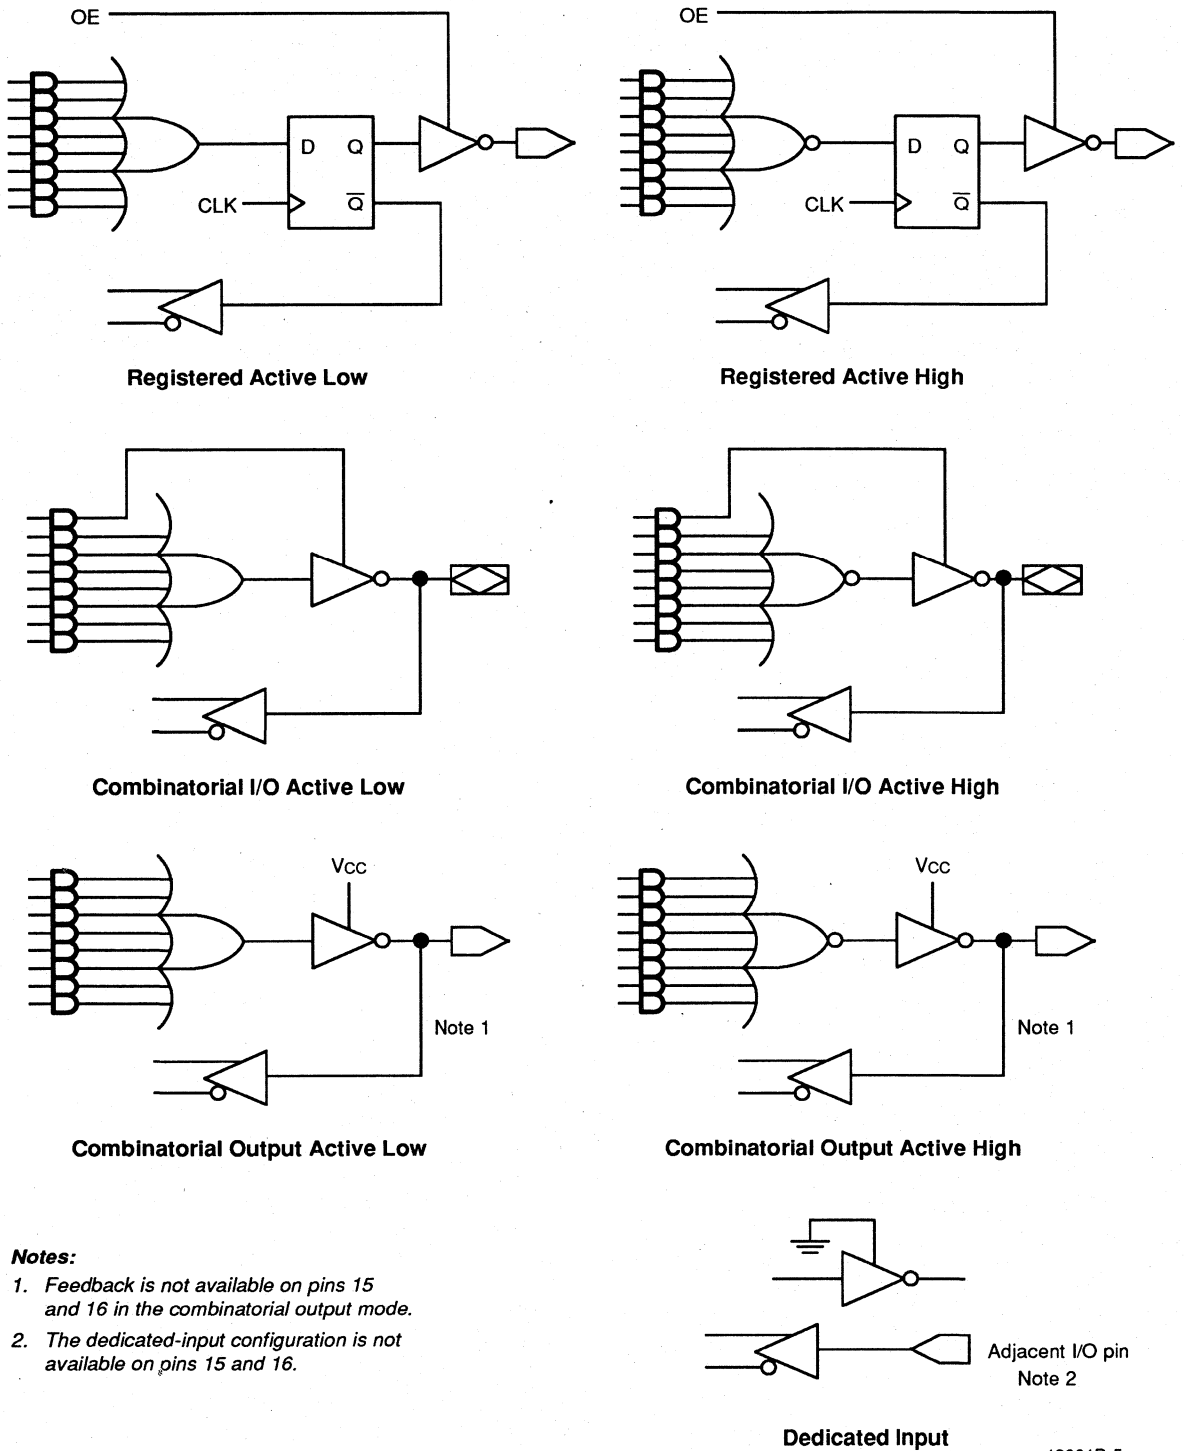 OE
OE
D Q
CLK
Q
D Q
CLK
Q
Registered Active Low
Registered Active High
Combinatorial I/O Active Low
Combinatorial I/O Active High
VCC
VCC
Note 1
Note 1
Combinatorial Output Active Low
Combinatorial Output Active High
Notes:
1. Feedback is not available on pins 15
and 16 in the combinatorial output mode.
2. The dedicated-input configuration is not
available on pins 15 and 16.
Adjacent I/O pin
Note 2
Dedicated Input